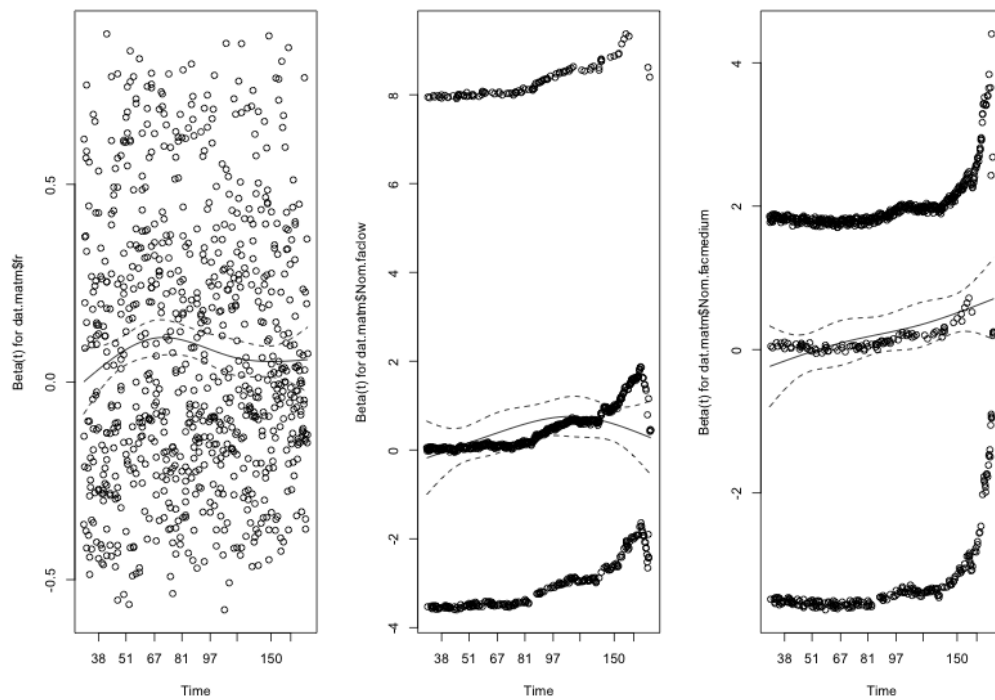 Beta(t) for dat.matm$fr
0.5
0.0
-0.5
38 51 67 81 97 150
Time
Beta(t) for dat.matm$Nom.faclow
8
6
4
2
0
-2
-4
38 51 67 81 97 150
Time
Beta(t) for dat.matm$Nom.facmedium
4
2
0
-2
38 51 67 81 97 150
Time